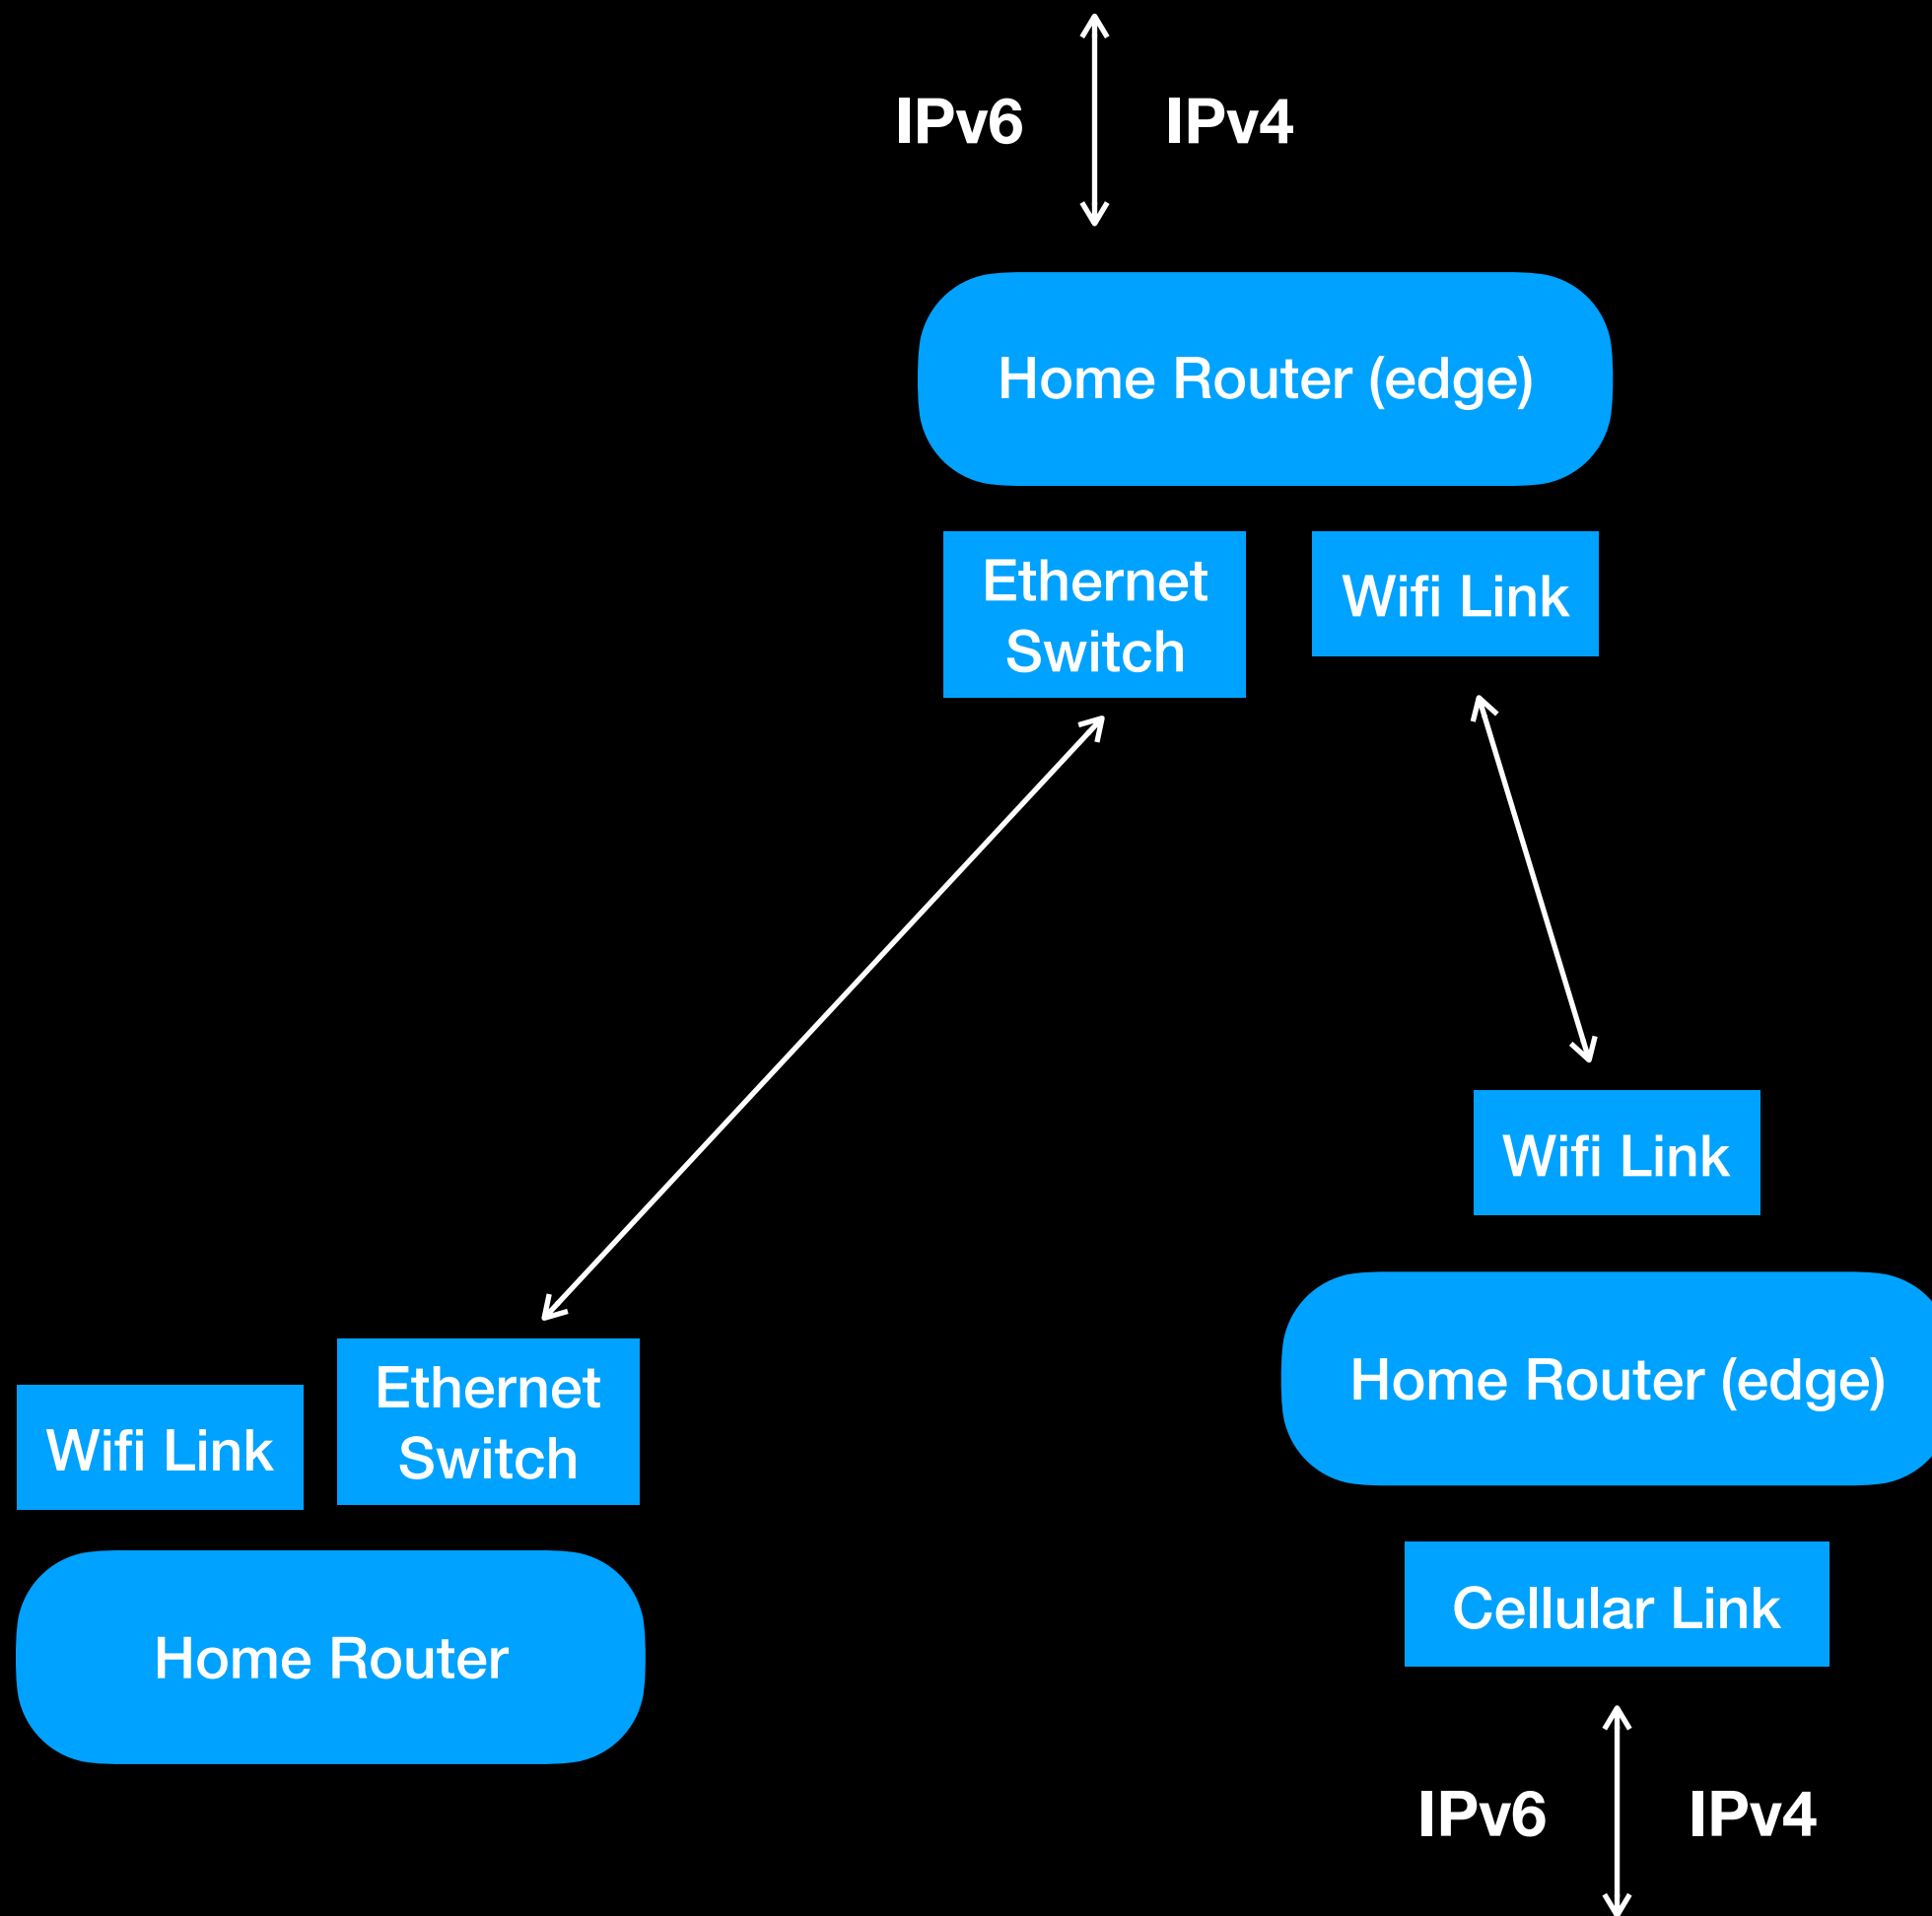 IPv6
IPv4
Home Router (edge)
Ethernet
Switch
Wifi Link
Wifi Link
Home Router (edge)
Wifi Link
Ethernet
Switch
Home Router
Cellular Link
IPv6
IPv4